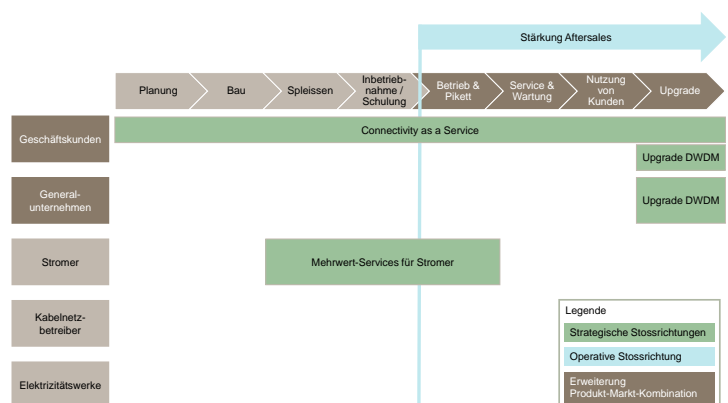 Stärkung Aftersales
Planung
Bau
Spleissen
Inbetrieb-
nahme /
Schulung
Betrieb &
Pikett
Service &
Wartung
Nutzung
von
Kunden
Upgrade
Geschäftskunden
Connectivity as a Service
Upgrade DWDM
General-
unternehmen
Upgrade DWDM
Stromer
Mehrwert-Services für Stromer
Kabelnetz-
betreiber
Elektrizitätswerke
Legende
Strategische Stossrichtungen
Operative Stossrichtung
Erweiterung
Produkt-Markt-Kombination